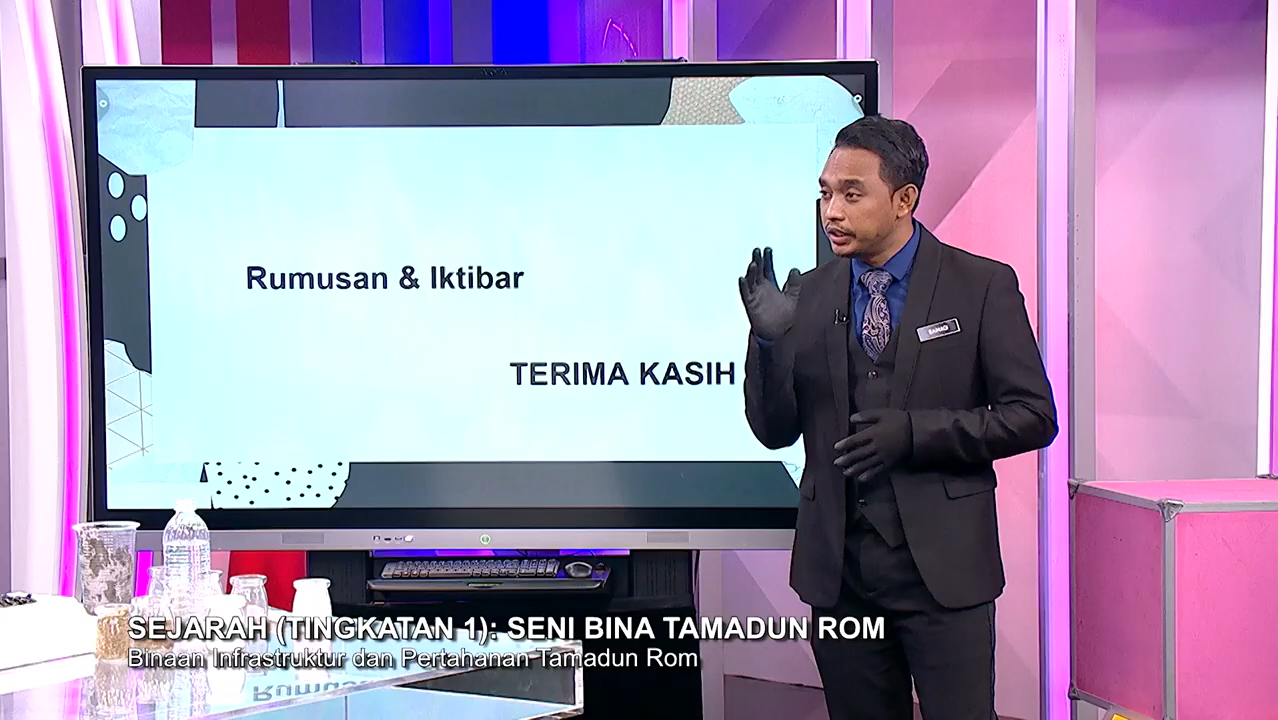 Rumusan & Iktibar
TERIMA KASIH
SEJARAH (TINGKATAN 1): SENI BINA TAMADUN ROM
Binaan Infrastruktur dan Pertahanan Tamadun Rom